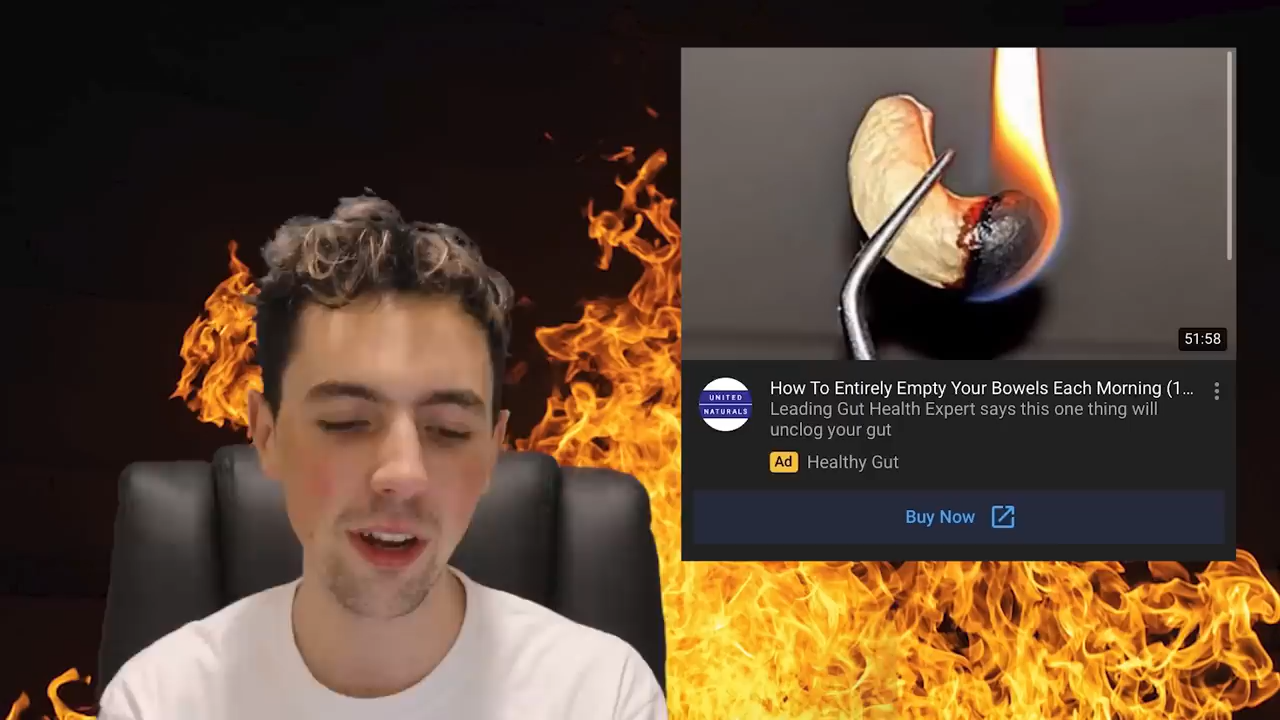 51:58
UNITED
NATURALS
How To Entirely Empty Your Bowels Each Morning (1...
Leading Gut Health Expert says this one thing will
unclog your gut
Ad Healthy Gut
Buy Now